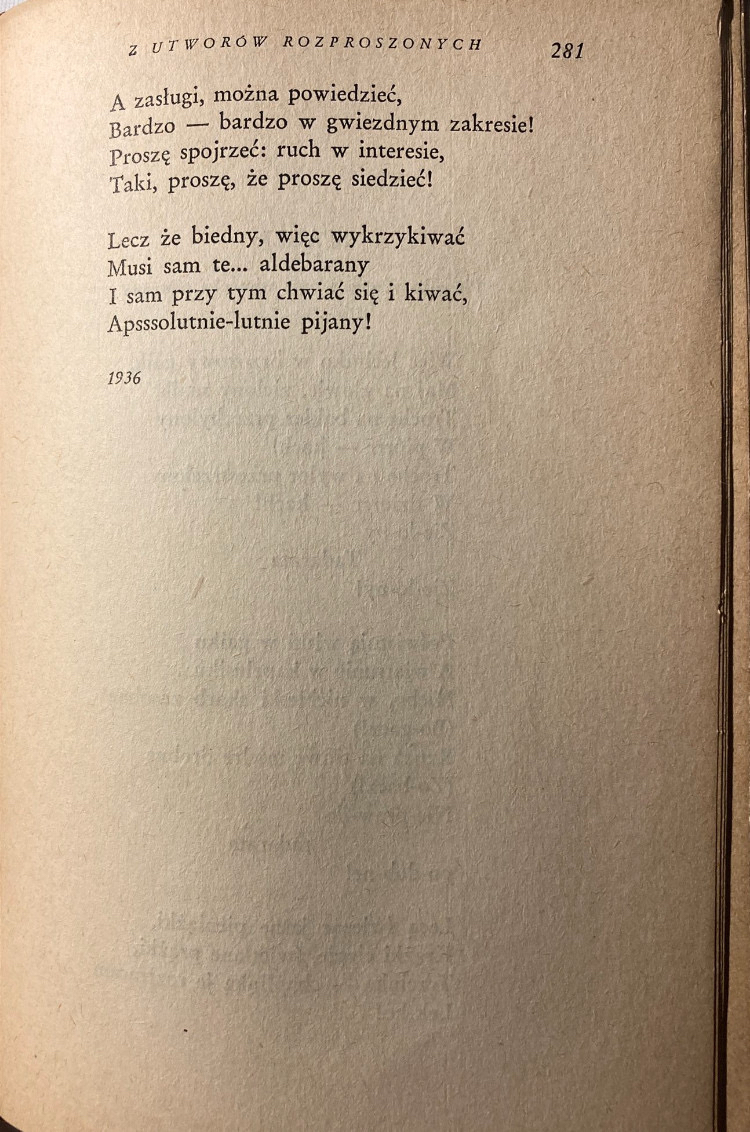 Z UTWORÓW ROZPROSZONYCH 281
A zasługi, można powiedzieć,
Bardzo — bardzo w gwiezdnym zakresie!
Proszę spojrzeć: ruch w interesie,
Taki, proszę, że proszę siedzieć!
Lecz że biedny, więc wykrzykiwać
Musi sam te... aldebarany
I sam przy tym chwiać się i kiwać,
Apsssolutnie-lutnie pijany!
1936